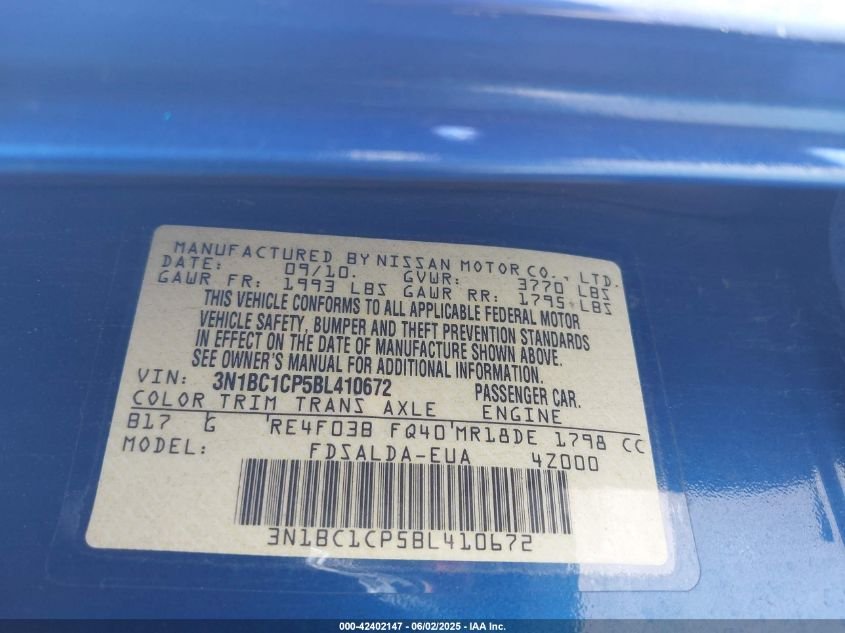 MANUFACTURED BY NISSAN MOTOR CO., LTD.
DATE: 09/10. GVWR: 3770 LBS
GAWR FR: 1993 LBS GAWR RR: 1795 LBS
THIS VEHICLE CONFORMS TO ALL APPLICABLE FEDERAL MOTOR
VEHICLE SAFETY, BUMPER AND THEFT PREVENTION STANDARDS
IN EFFECT ON THE DATE OF MANUFACTURE SHOWN ABOVE.
SEE OWNER'S MANUAL FOR ADDITIONAL INFORMATION.
VIN: 3N1BC1CP5BL410672 PASSENGER CAR.
COLOR TRIM TRANS AXLE ENGINE
B17 G 'RE4F03B FQ40'MR18DE 1798 CC
MODEL: FDSALDA-EUA 4Z000
3N1BC1CP5BL410672
000-42402147 - 06/02/2025 - IAA Inc.